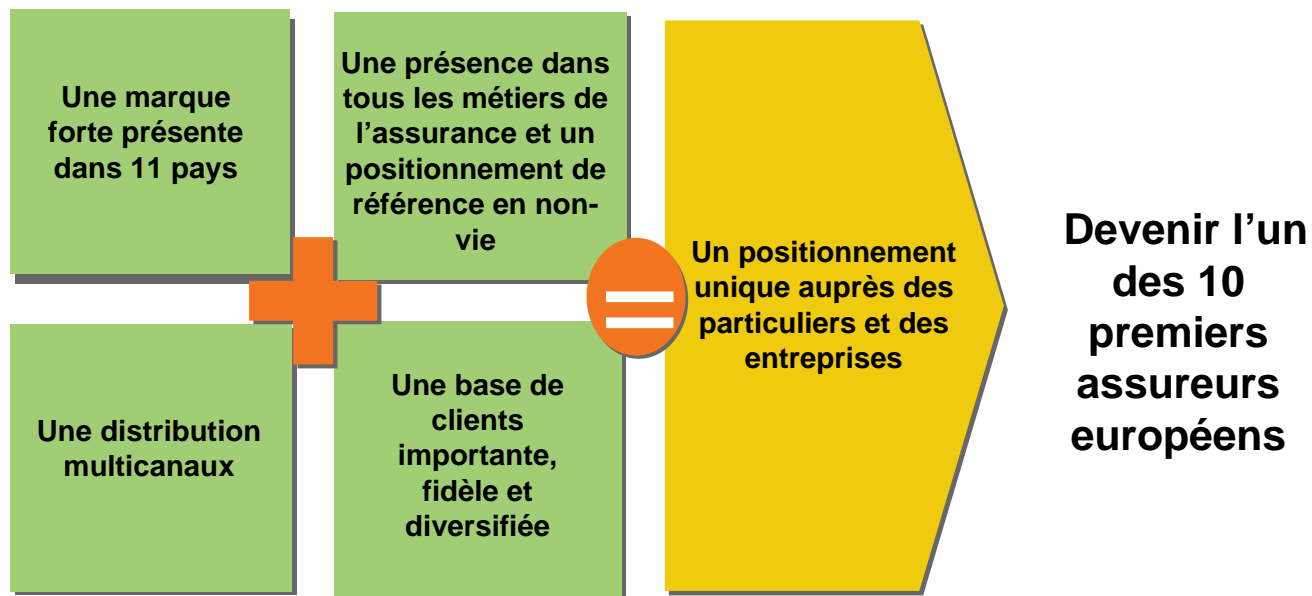 Une marque
forte présente
dans 11 pays
Une présence dans
tous les métiers de
l’assurance et un
positionnement de
référence en non-
vie
Une distribution
multicanaux
Une base de
clients
importante,
fidèle et
diversifiée
Un positionnement
unique auprès des
particuliers et des
entreprises
Devenir l’un
des 10
premiers
assureurs
européens